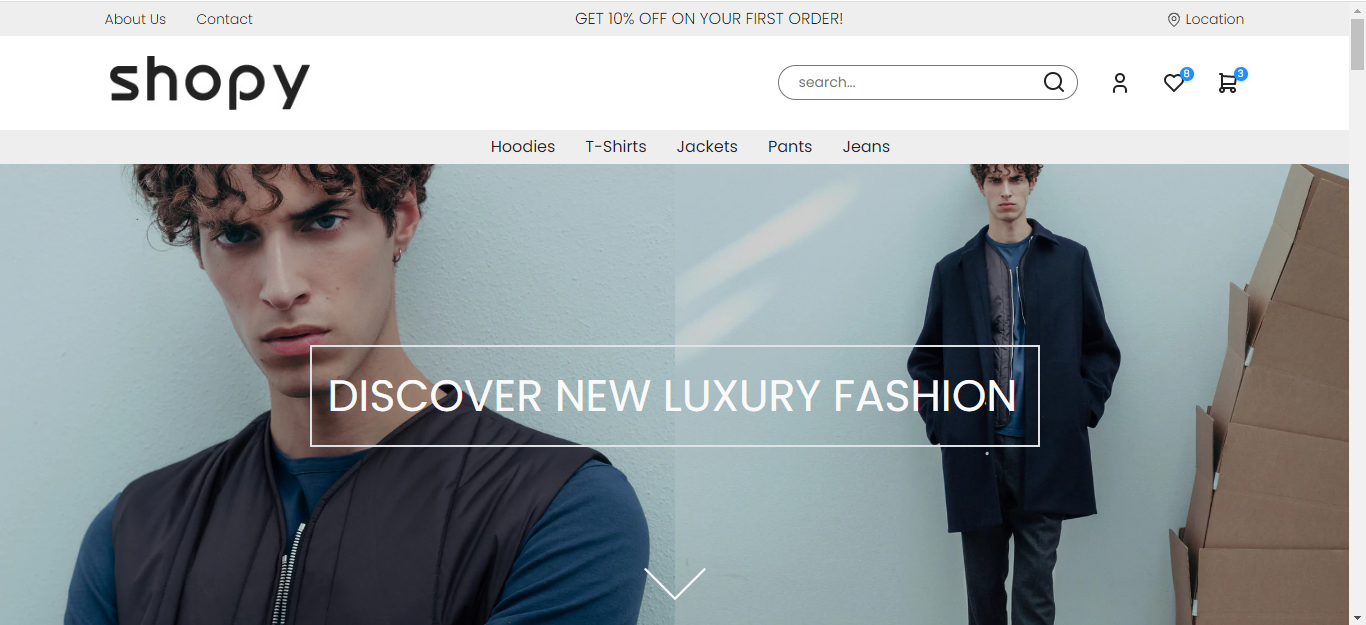 About Us Contact GET 10% OFF ON YOUR FIRST ORDER! Location
shopy search... 8 3
Hoodies T-Shirts Jackets Pants Jeans
DISCOVER NEW LUXURY FASHION